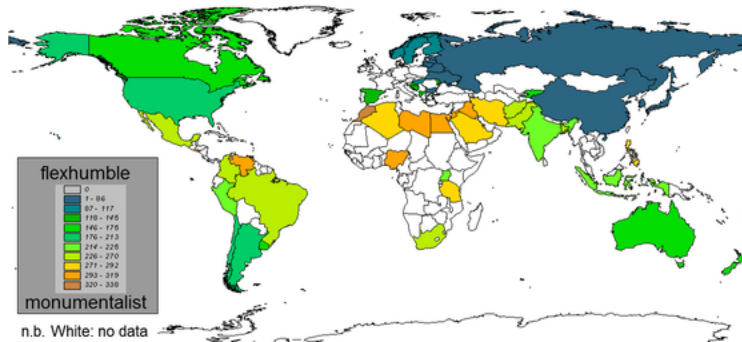 flexhumble
0
1 - 86
87 - 117
118 - 145
146 - 175
176 - 213
214 - 225
226 - 270
271 - 292
293 - 319
320 - 338
monumentalist
n.b. White: no data